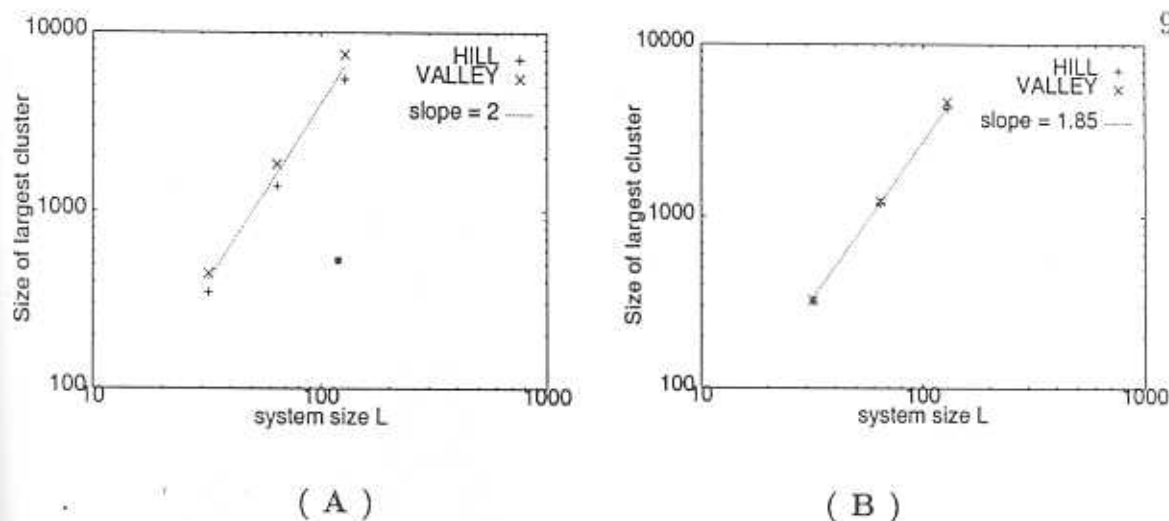 9
10000
HILL +
VALLEY ×
slope = 2
1000
100
10
100
1000
Size of largest cluster
system size L
( A )
10000
HILL +
VALLEY ×
slope = 1.85
1000
100
10
100
1000
Size of largest cluster
system size L
( B )